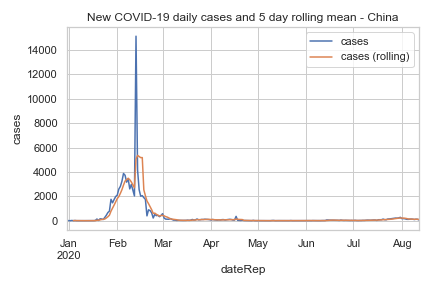 New COVID-19 daily cases and 5 day rolling mean - China
cases
cases (rolling)
14000
12000
10000
8000
6000
4000
2000
0
cases
Jan Feb Mar Apr May Jun Jul Aug
2020
dateRep